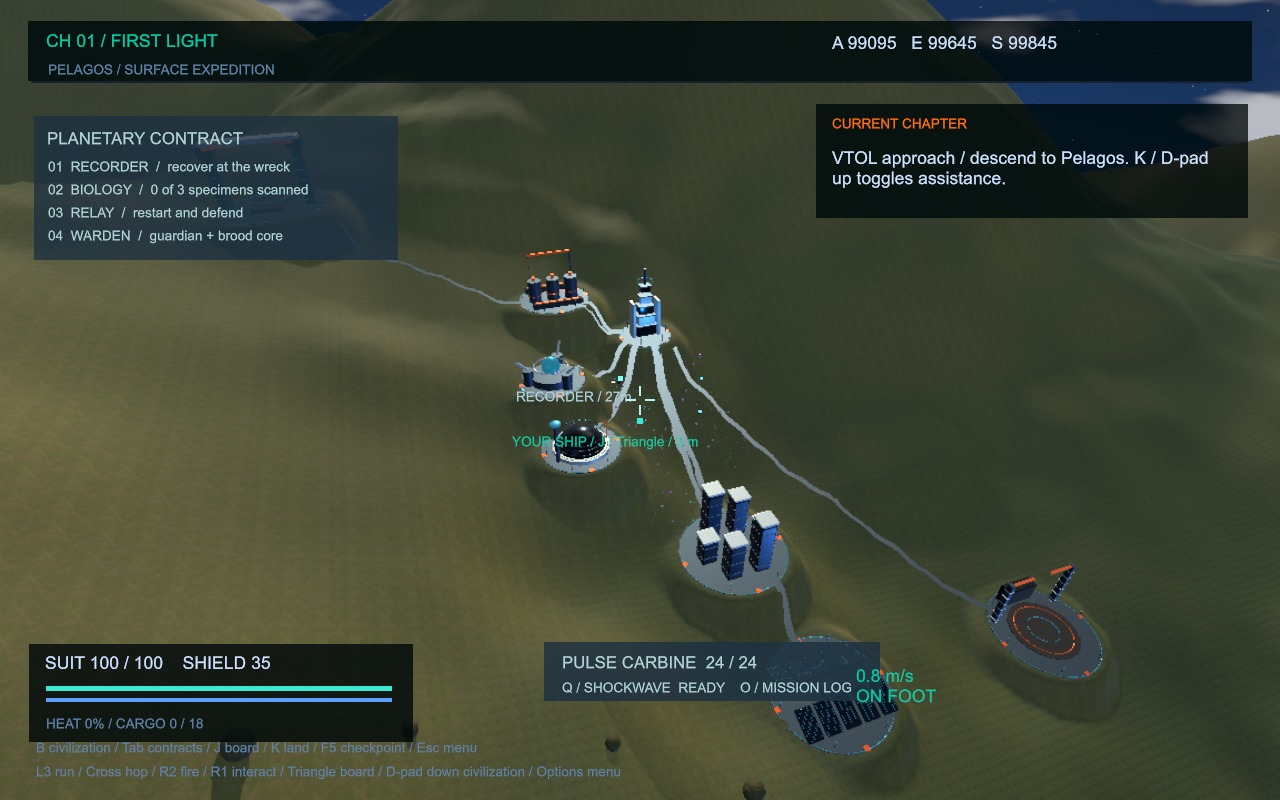 CH 01 / FIRST LIGHT
PELAGOS / SURFACE EXPEDITION
A 99095 E 99645 S 99845
PLANETARY CONTRACT
01 RECORDER / recover at the wreck
02 BIOLOGY / 0 of 3 specimens scanned
03 RELAY / restart and defend
04 WARDEN / guardian + brood core
CURRENT CHAPTER
VTOL approach / descend to Pelagos. K / D-pad
up toggles assistance.
RECORDER / 27m
YOUR SHIP / J / Triangle / m
SUIT 100 / 100 SHIELD 35
HEAT 0% / CARGO 0 / 18
PULSE CARBINE 24 / 24
Q / SHOCKWAVE READY O / MISSION LOG
0.8 m/s
ON FOOT
B civilization / Tab contracts / J board / K land / F5 checkpoint / Esc menu
L3 run / Cross hop / R2 fire / R1 interact / Triangle board / D-pad down civilization / Options menu